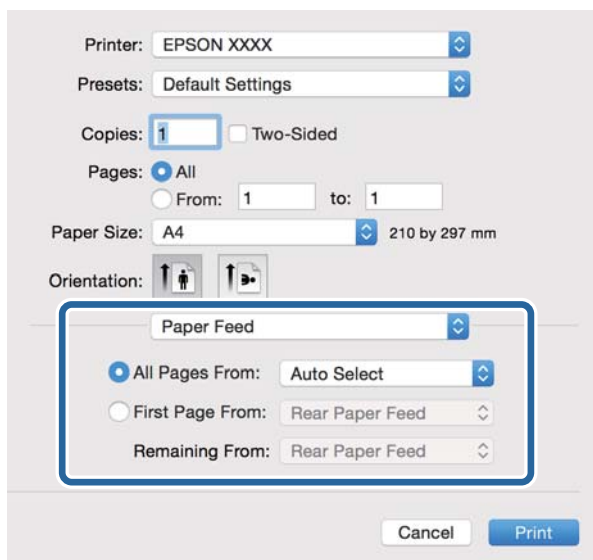 Printer: EPSON XXXX
Presets: Default Settings
Copies: 1 Two-Sided
Pages: All
From: 1 to: 1
Paper Size: A4 210 by 297 mm
Orientation:
Paper Feed
All Pages From: Auto Select
First Page From: Rear Paper Feed
Remaining From: Rear Paper Feed
Cancel Print